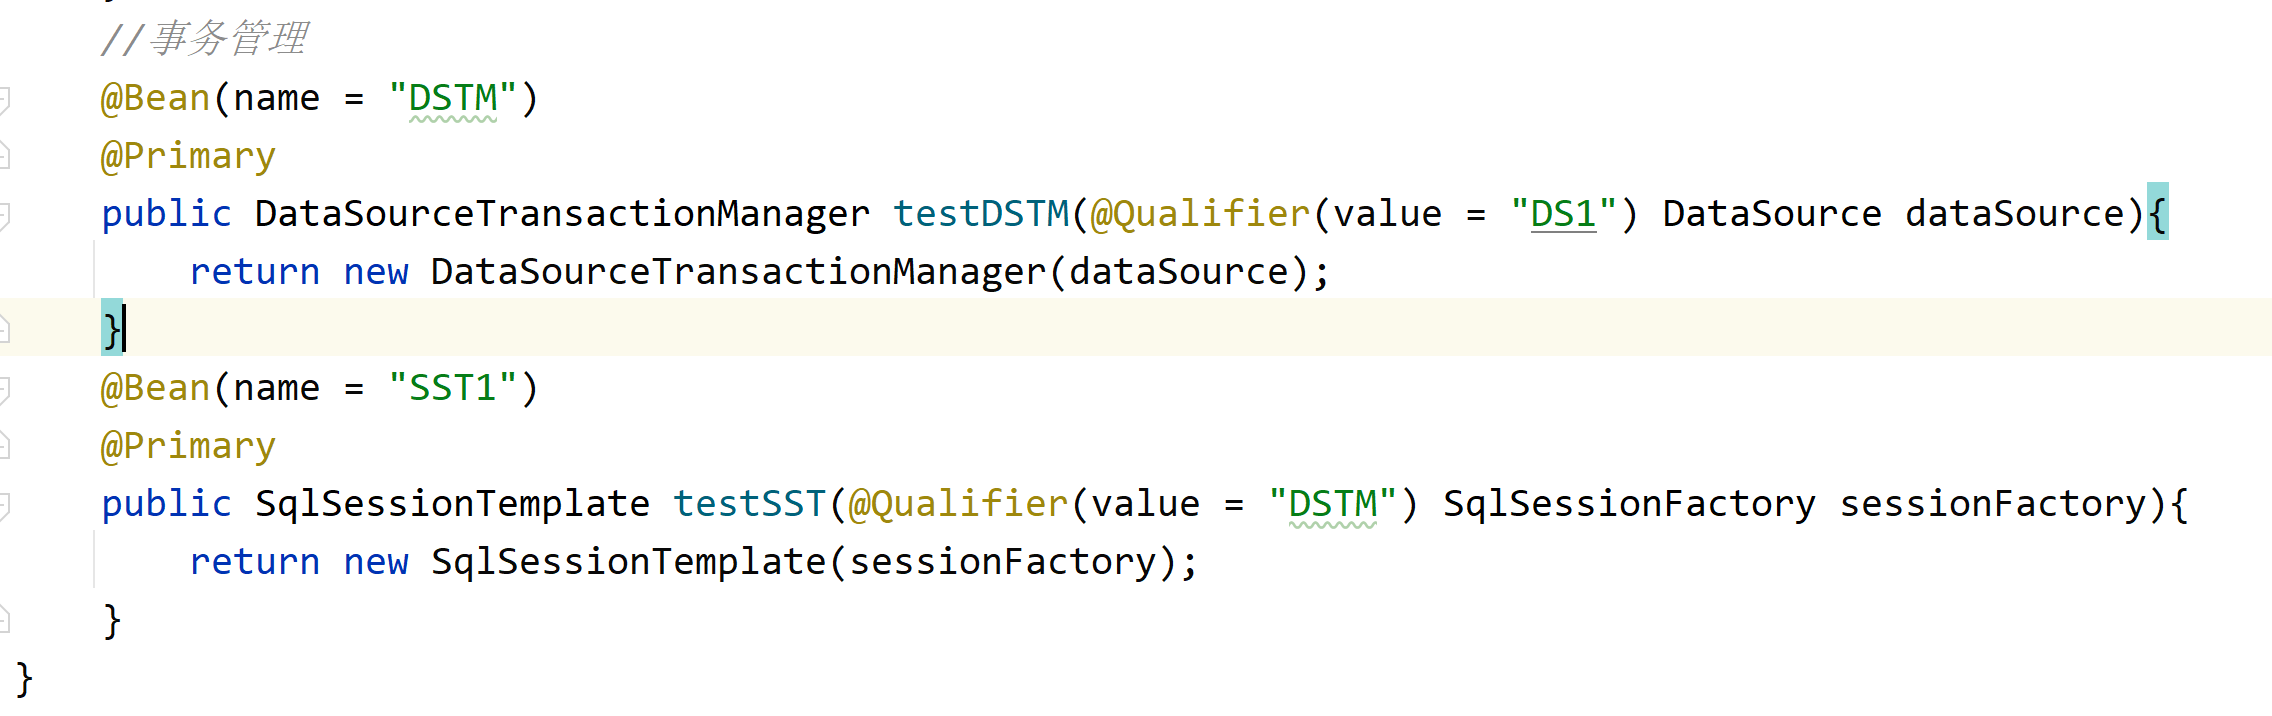 //事务管理
@Bean(name = "DSTM")
@Primary
public DataSourceTransactionManager testDSTM(@Qualifier(value = "DS1") DataSource dataSource){
    return new DataSourceTransactionManager(dataSource);
}
@Bean(name = "SST1")
@Primary
public SqlSessionTemplate testSST(@Qualifier(value = "DSTM") SqlSessionFactory sessionFactory){
    return new SqlSessionTemplate(sessionFactory);
}
}